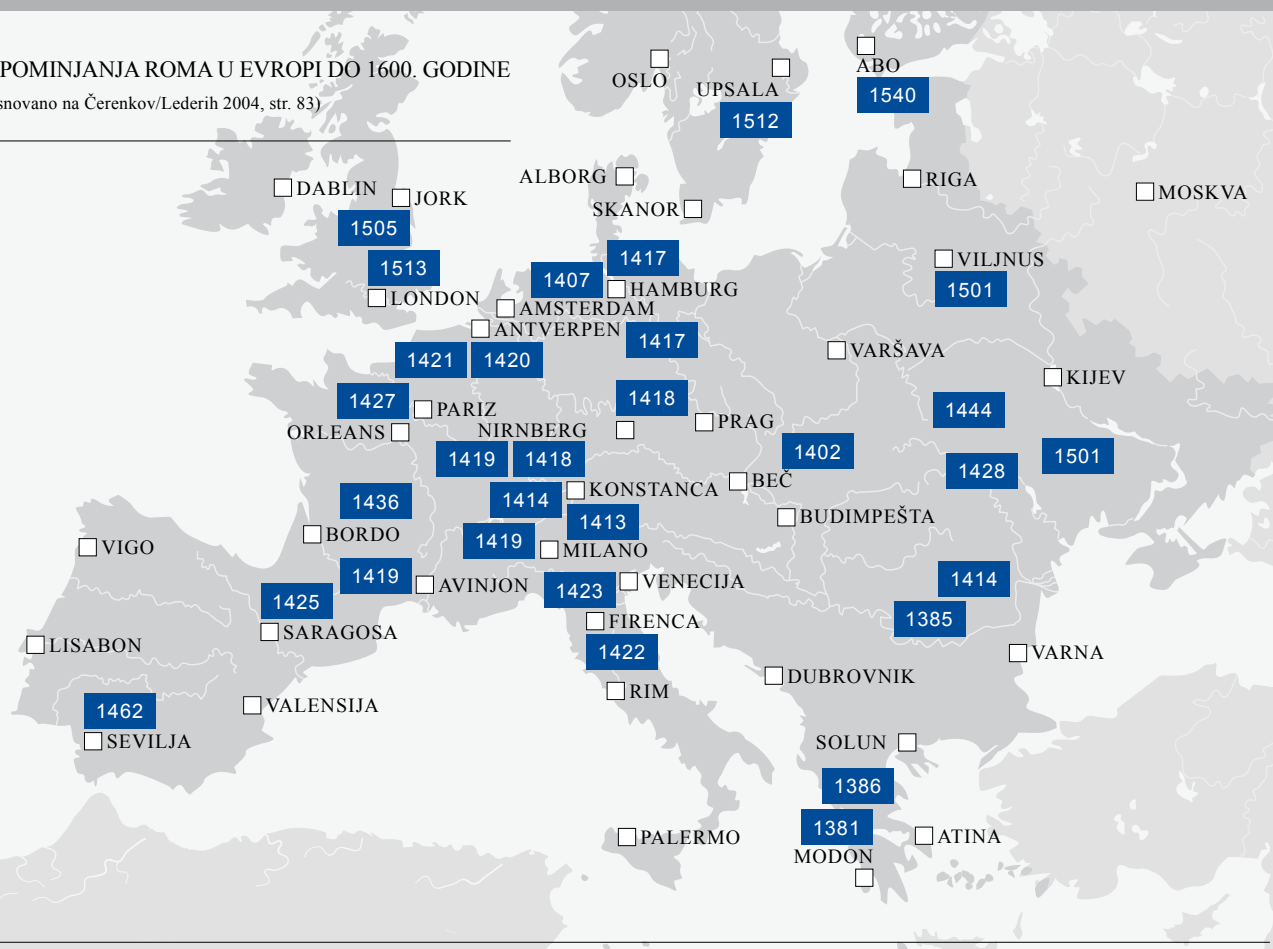 POMINJANJA ROMA U EVROPI DO 1600. GODINE
snovano na Čerenkov/Lederih 2004, str. 83)
OSLO
UPSALA
1512
ABO
1540
DABLIN
JORK
1505
1513
LONDON
ALBORG
SKANOR
RIGA
MOSKVA
VILJNUS
1501
1417
1407
HAMBURG
AMSTERDAM
ANTVERPEN
1417
1421
1420
VARŠAVA
KIJEV
1427
PARIZ
ORLEANS
1418
NIRNBERG
PRAG
1444
1419
1418
1402
1428
1501
1414
KONSTANCA
BEČ
1436
1413
BUDIMPEŠTA
BORDO
1419
MILANO
VIGO
1419
AVINJON
1423
VENECIJA
1414
1425
SARAGOSA
FIRENCA
1385
LISABON
1422
VARNA
DUBROVNIK
RIM
1462
VALENSIJA
SEVILJA
SOLUN
1386
1381
PALERMO
MODON
ATINA